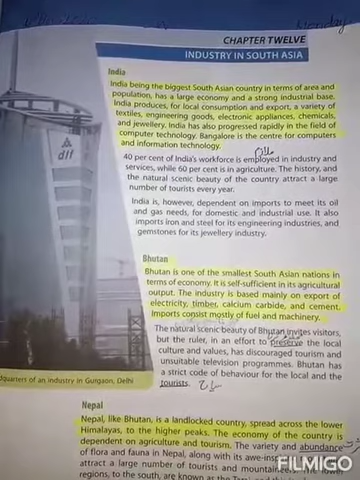 Monday
CHAPTER TWELVE
INDUSTRY IN SOUTH ASIA
India
India being the biggest South Asian country in terms of area and
population, has a large economy and a strong industrial base.
India produces, for local consumption and export, a variety of
textiles, engineering goods, electronic appliances, chemicals,
and jewellery. India has also progressed rapidly in the field of
computer technology. Bangalore is the centre for computers
and information technology.
ملازم
40 per cent of India's workforce is employed in industry and
services, while 60 per cent is in agriculture. The history, and
the natural scenic beauty of the country attract a large
number of tourists every year.
India is, however, dependent on imports to meet its oil
and gas needs, for domestic and industrial use. It also
imports iron and steel for its engineering industries, and
gemstones for its jewellery industry.
dlf
Bhutan
Bhutan is one of the smallest South Asian nations in
terms of economy. It is self-sufficient in its agricultural
output. The industry is based mainly on export of
electricity, timber, calcium carbide, and cement.
Imports consist mostly of fuel and machinery.
The natural scenic beauty of Bhutan invites visitors,
but the ruler, in an effort to preserve the local
culture and values, has discouraged tourism and
unsuitable television programmes. Bhutan has
a strict code of behaviour for the local and the
tourists.
dquarters of an industry in Gurgaon, Delhi
Nepal
Nepal, like Bhutan, is a landlocked country, spread across the lower
Himalayas, to the higher peaks. The economy of the country is
dependent on agriculture and tourism. The variety and abundance
of flora and fauna in Nepal, along with its awe-insp
attract a large number of tourists and mountainee
regions, to the south, are known as the
FILMIGO